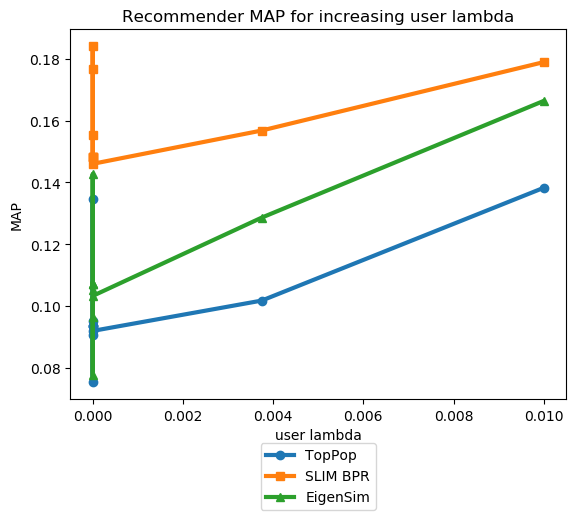 Recommender MAP for increasing user lambda
MAP
0.18
0.16
0.14
0.12
0.10
0.08
0.000 0.002 0.004 0.006 0.008 0.010
user lambda
TopPop
SLIM BPR
EigenSim